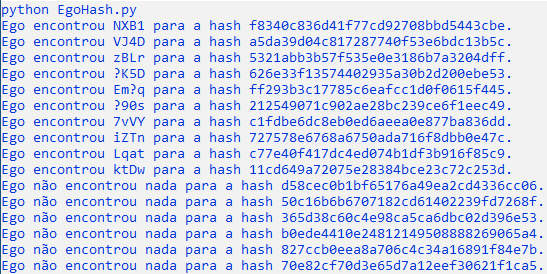 python EgoHash.py
Ego encontrou NXB1 para a hash f8340c836d41f77cd92708bbd5443cbe.
Ego encontrou VJ4D para a hash a5da39d04c817287740f53e6bdc13b5c.
Ego encontrou zBLr para a hash 5321abb3b57f535e0e3186b7a3204dff.
Ego encontrou ?K5D para a hash 626e33f13574402935a30b2d200ebe53.
Ego encontrou Em?q para a hash ff293b3c17785c6eafcc1d0f0615f445.
Ego encontrou ?90s para a hash 212549071c902ae28bc239ce6f1eec49.
Ego encontrou 7vVY para a hash c1fdbe6dc8eb0ed6aeea0e877ba836dd.
Ego encontrou iZTn para a hash 727578e6768a6750ada716f8dbb0e47c.
Ego encontrou Lqat para a hash c77e40f417dc4ed074b1df3b916f85c9.
Ego encontrou ktDw para a hash 11cd649a72075e28384bce23c72c253d.
Ego não encontrou nada para a hash d58cec0b1bf65176a49ea2cd4336cc06.
Ego não encontrou nada para a hash 50c16b6b6707182cd61402239fd7268f.
Ego não encontrou nada para a hash 365d38c60c4e98ca5ca6dbc02d396e53.
Ego não encontrou nada para a hash b0ede4410e24812149508888269065a4.
Ego não encontrou nada para a hash 827ccb0eea8a706c4c34a16891f84e7b.
Ego não encontrou nada para a hash 70e82cf70d3e65d7a12eef30621f1ca5.